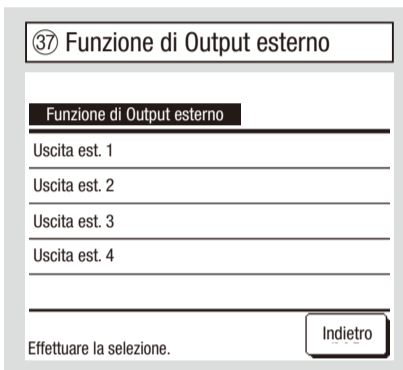 ㊲ Funzione di Output esterno
Funzione di Output esterno
Uscita est. 1
Uscita est. 2
Uscita est. 3
Uscita est. 4
Indietro
Effettuare la selezione.